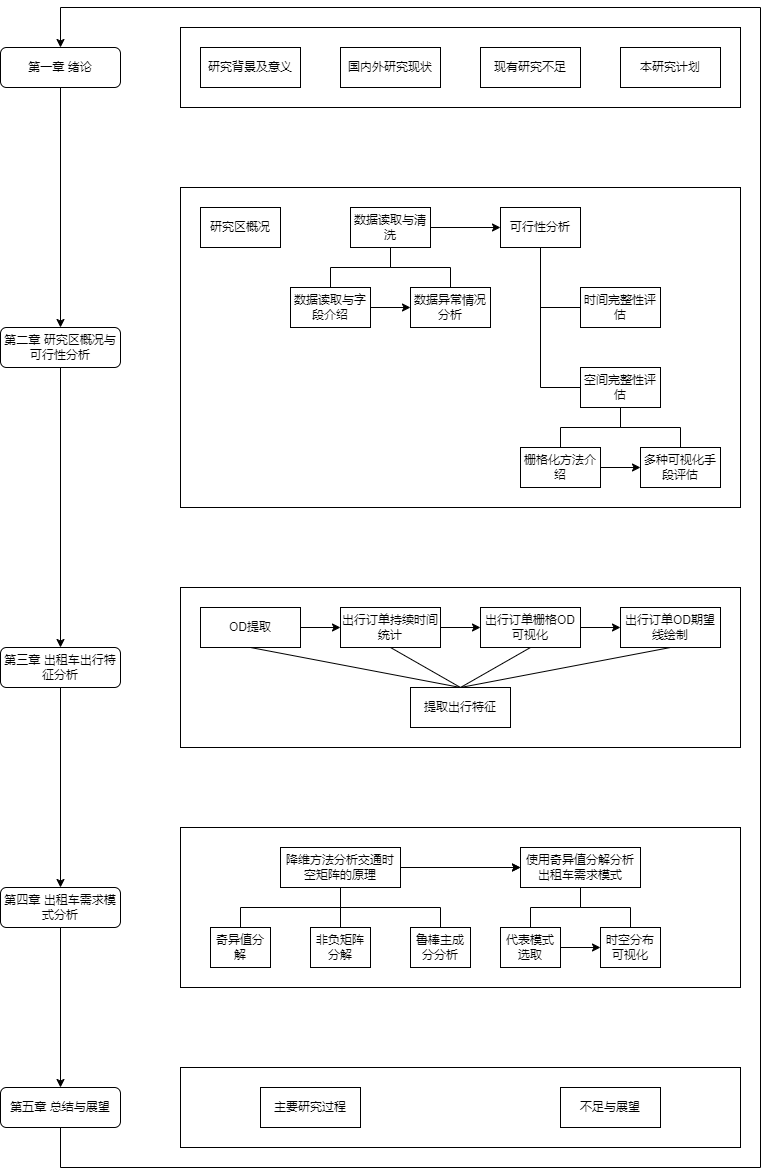 第一章 绪论
研究背景及意义
国内外研究现状
现有研究不足
本研究计划
第二章 研究区概况与
可行性分析
研究区概况
数据读取与清
洗
可行性分析
数据读取与字
段介绍
数据异常情况
分析
时间完整性评
估
空间完整性评
估
栅格化方法介
绍
多种可视化手
段评估
第三章 出租车出行特
征分析
OD提取
出行订单持续时间
统计
出行订单栅格OD
可视化
出行订单OD期望
线绘制
提取出行特征
第四章 出租车需求模
式分析
降维方法分析交通时
空矩阵的原理
使用奇异值分解分析
出租车需求模式
奇异值分
解
非负矩阵
分解
鲁棒主成
分分析
代表模式
选取
时空分布
可视化
第五章 总结与展望
主要研究过程
不足与展望